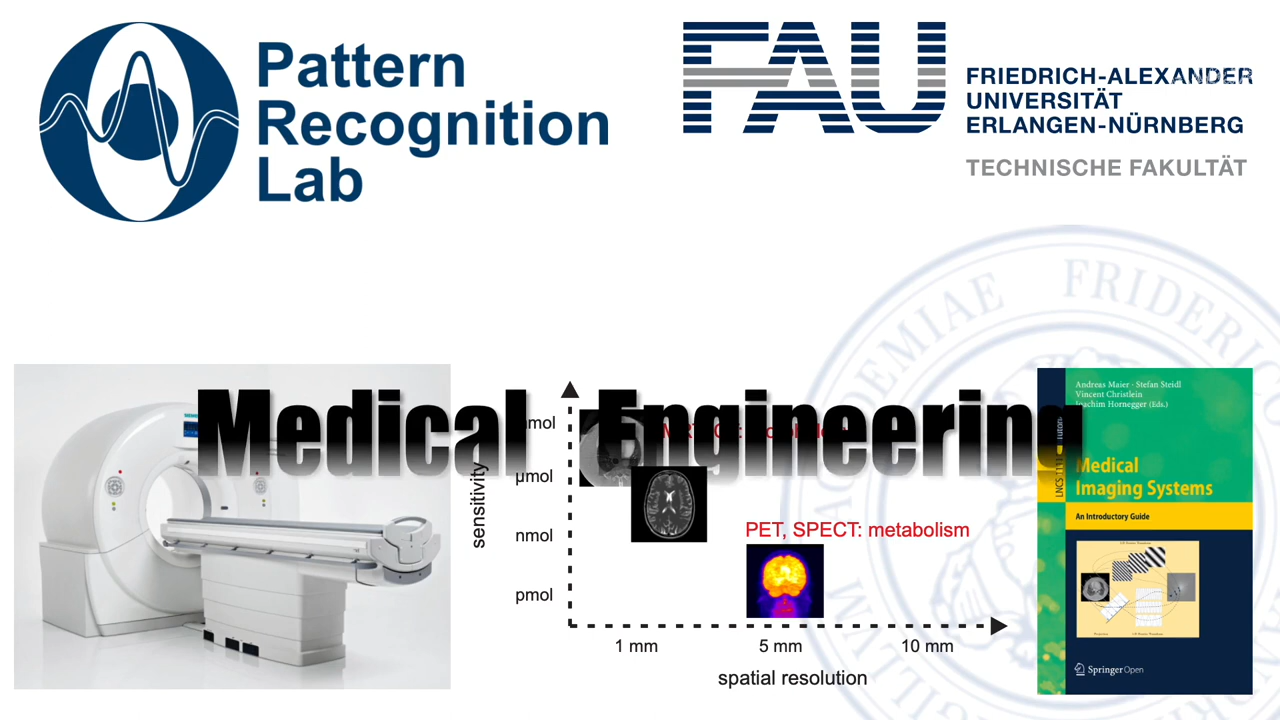 Pattern
Recognition
Lab
FAU
FRIEDRICH-ALEXANDER
UNIVERSITÄT
ERLANGEN-NÜRNBERG
TECHNISCHE FAKULTÄT
Medical Engineering
sensitivity
µmol
nmol
pmol
PET, SPECT: metabolism
1 mm
5 mm
10 mm
spatial resolution
Andreas Maier · Stefan Steidl
Vincent Christlein
Joachim Hornegger (Eds.)
Medical
Imaging Systems
An Introductory Guide
Springer Open
ACADEMIAE FRIDERIC